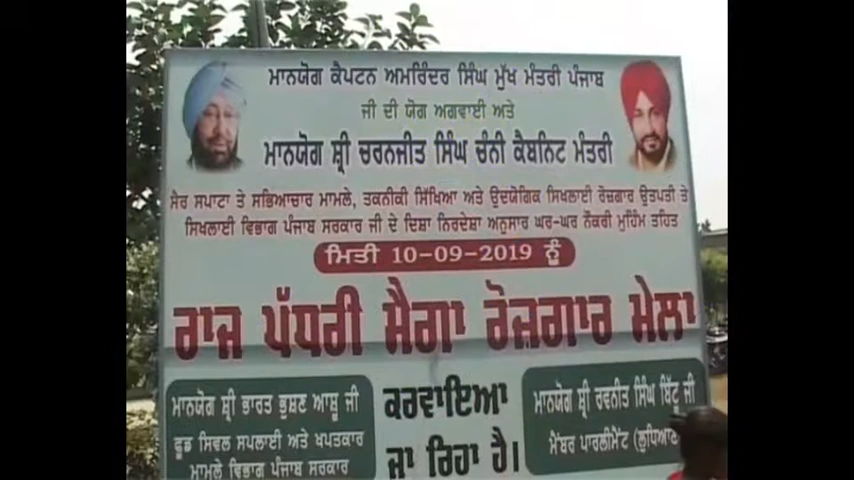 ਮਾਨਯੋਗ ਕੈਪਟਨ ਅਮਰਿੰਦਰ ਸਿੰਘ ਮੁੱਖ ਮੰਤਰੀ ਪੰਜਾਬ
ਜੀ ਦੀ ਯੋਗ ਅਗਵਾਈ ਅਤੇ
ਮਾਨਯੋਗ ਸ਼੍ਰੀ ਚਰਨਜੀਤ ਸਿੰਘ ਚੰਨੀ ਕੈਬਨਿਟ ਮੰਤਰੀ
ਸੈਰ ਸਪਾਟਾ ਤੇ ਸਭਿਆਚਾਰ ਮਾਮਲੇ, ਤਕਨੀਕੀ ਸਿੱਖਿਆ ਅਤੇ ਉਦਯੋਗਿਕ ਸਿਖਲਾਈ ਰੋਜ਼ਗਾਰ ਉਤਪਤੀ ਤੇ
ਸਿਖਲਾਈ ਵਿਭਾਗ ਪੰਜਾਬ ਸਰਕਾਰ ਜੀ ਦੇ ਦਿਸ਼ਾ ਨਿਰਦੇਸ਼ਾ ਅਨੁਸਾਰ ਘਰ-ਘਰ ਨੌਕਰੀ ਮੁਹਿੰਮ ਤਹਿਤ
ਮਿਤੀ 10-09-2019 ਨੂੰ
ਰਾਜ ਪੱਧਰੀ ਮੈਗਾ ਰੋਜ਼ਗਾਰ ਮੇਲਾ
ਕਰਵਾਇਆ
ਜਾ ਰਿਹਾ ਹੈ।
ਮਾਨਯੋਗ ਸ਼੍ਰੀ ਭਾਰਤ ਭੂਸ਼ਣ ਆਸ਼ੂ ਜੀ
ਫੂਡ ਸਿਵਲ ਸਪਲਾਈ ਅਤੇ ਖਪਤਕਾਰ
ਮਾਮਲੇ ਵਿਭਾਗ ਪੰਜਾਬ ਸਰਕਾਰ
ਮਾਨਯੋਗ ਸ਼੍ਰੀ ਰਵਨੀਤ ਸਿੰਘ ਬਿੱਟੂ ਜੀ
ਮੈਂਬਰ ਪਾਰਲੀਮੈਂਟ